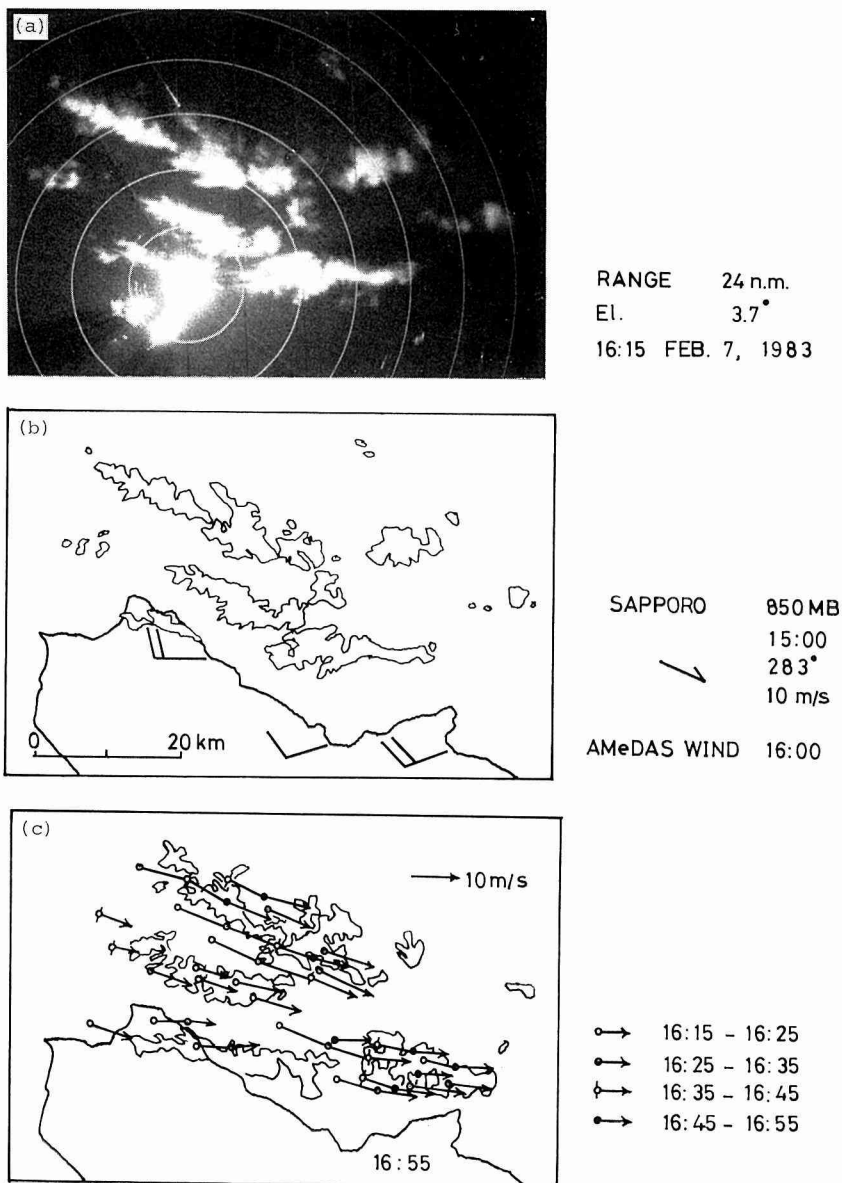 (a)
RANGE 24 n.m.
El. 3.7°
16:15 FEB. 7, 1983
(b)
0 20 km
SAPPORO 850 MB
15:00
283°
10 m/s
AMeDAS WIND 16:00
(c)
10 m/s
16:55
16:15 - 16:25
16:25 - 16:35
16:35 - 16:45
16:45 - 16:55